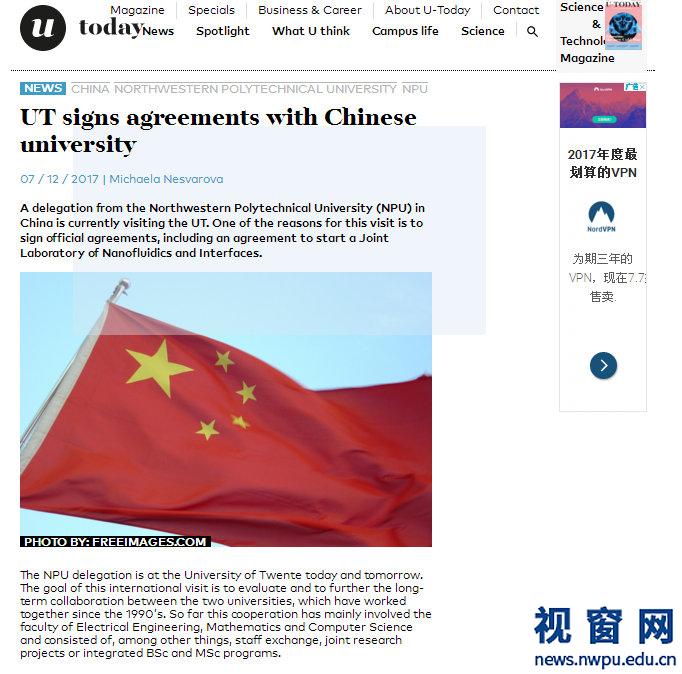 Magazine
Specials
Business & Career
About U-Today
Contact
u
today
News
Spotlight
What U think
Campus life
Science
Science
&
Technol
Magazine
U-TODAY
NEWS CHINA NORTHWESTERN POLYTECHNICAL UNIVERSITY NPU
UT signs agreements with Chinese
university
07 / 12 / 2017 | Michaela Nesvarova
A delegation from the Northwestern Polytechnical University (NPU) in
China is currently visiting the UT. One of the reasons for this visit is to
sign official agreements, including an agreement to start a Joint
Laboratory of Nanofluidics and Interfaces.
PHOTO BY: FREEIMAGES.COM
The NPU delegation is at the University of Twente today and tomorrow.
The goal of this international visit is to evaluate and to further the long-
term collaboration between the two universities, which have worked
together since the 1990's. So far this cooperation has mainly involved the
faculty of Electrical Engineering, Mathematics and Computer Science
and consisted of, among other things, staff exchange, joint research
projects or integrated BSc and MSc programs.
广告
2017年度最
划算的VPN
NordVPN
为期三年的
VPN，现在7.7
售卖.
视窗网
news.nwpu.edu.cn